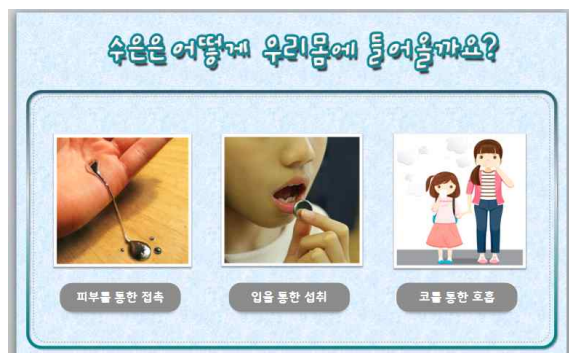 수은은 어떻게 우리몸에 들어올까요?
피부를 통한 접촉
입을 통한 섭취
코를 통한 호흡